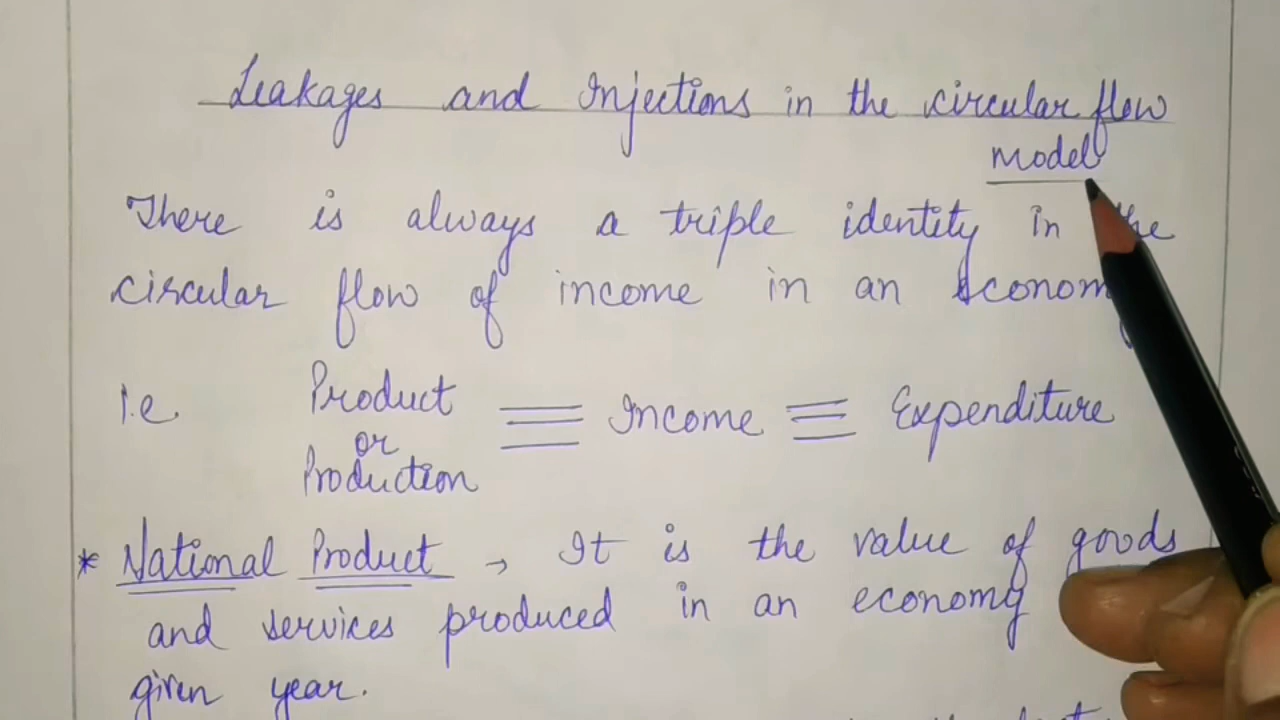 Leakages and Injections in the circular flow
model
There is always a triple identity in the
circular flow of income in an Econom
i.e Product or Production ≡ Income ≡ Expenditure
* National Product → It is the value of goods
and services produced in an economy
given year.